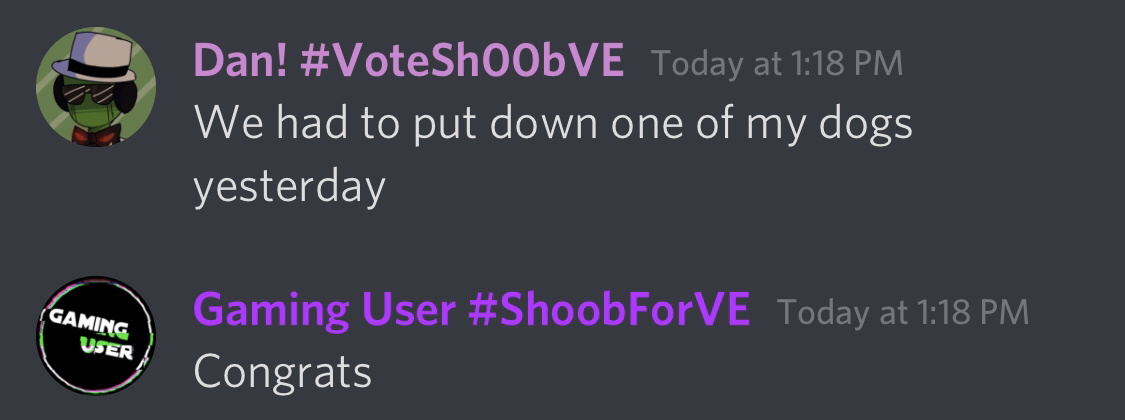 Dan! #VoteSh00bVE Today at 1:18 PM
We had to put down one of my dogs
yesterday
Gaming User #ShoobForVE Today at 1:18 PM
GAMING
USER
Congrats